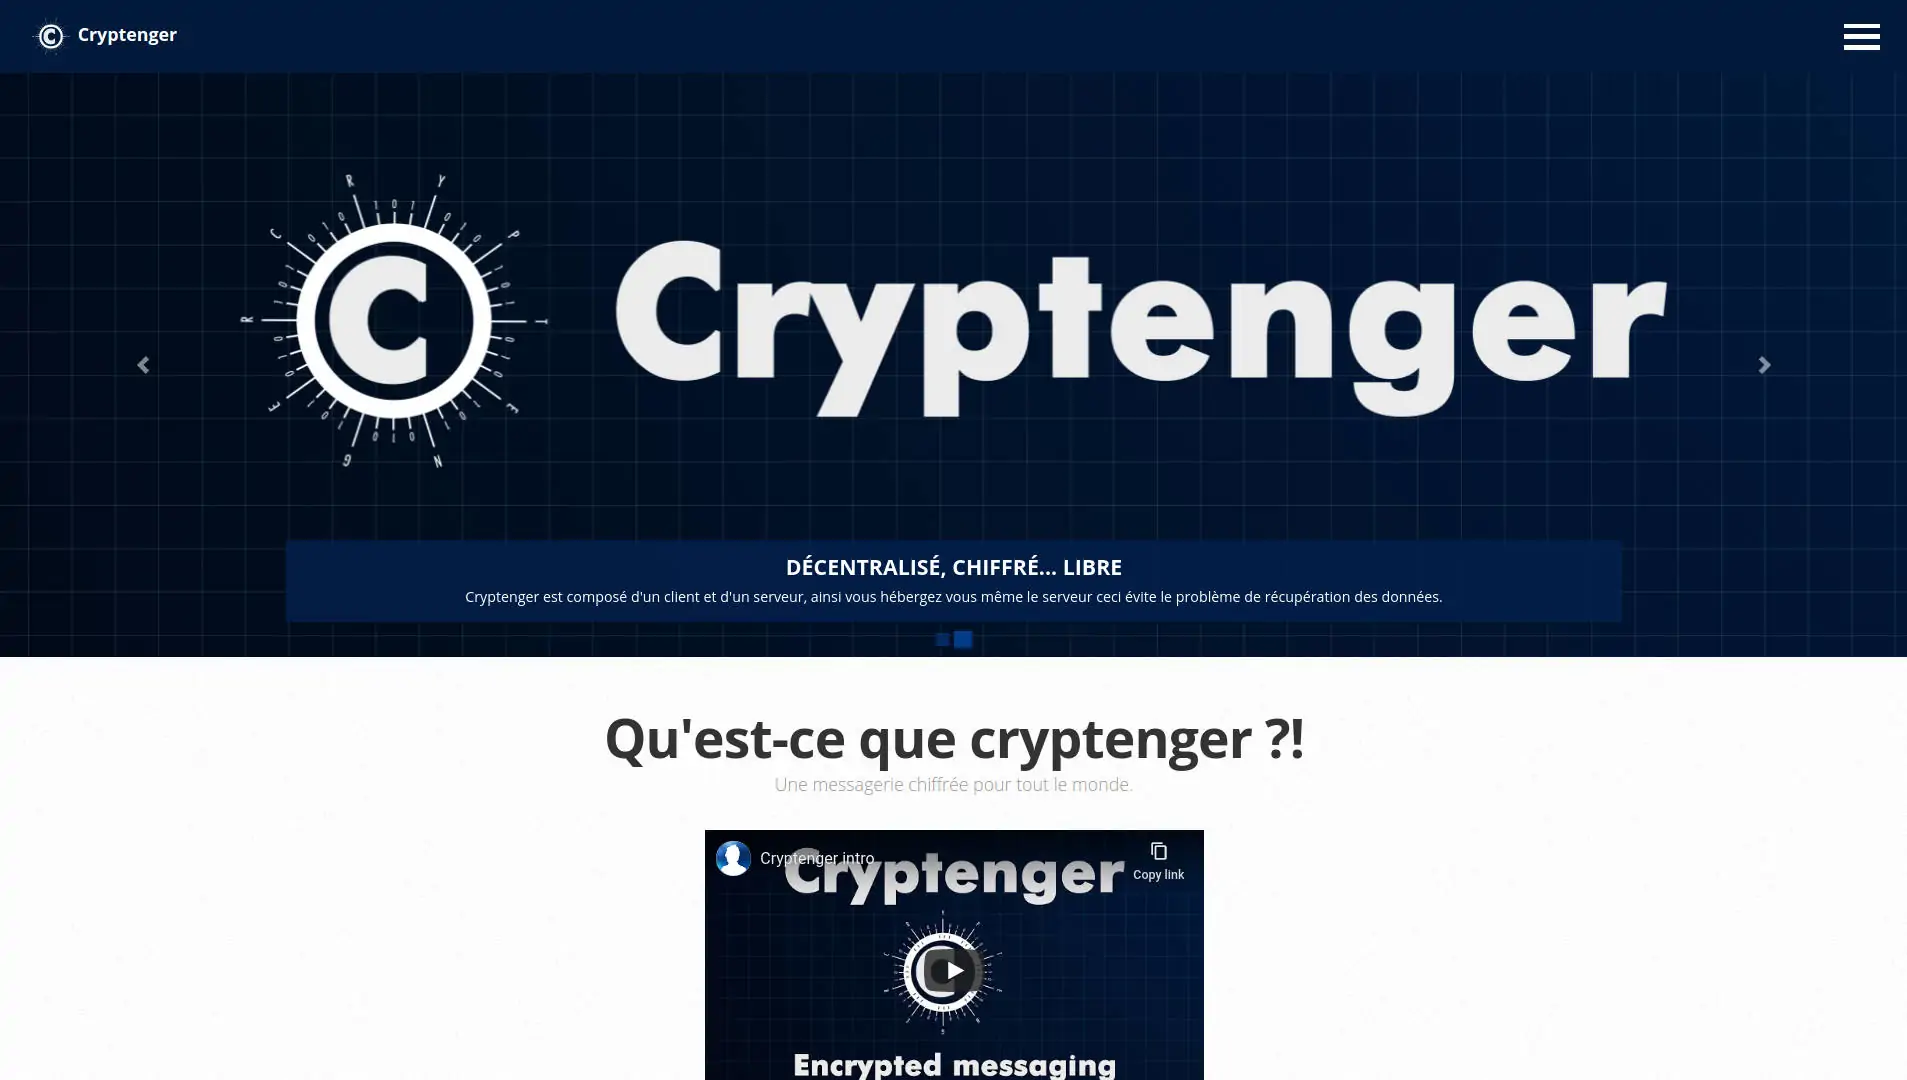 Cryptenger
Cryptenger
DÉCENTRALISÉ, CHIFFRÉ... LIBRE
Cryptenger est composé d'un client et d'un serveur, ainsi vous hébergez vous même le serveur ceci évite le problème de récupération des données.
Qu'est-ce que cryptenger ?!
Une messagerie chiffrée pour tout le monde.
Cryptenger intro
Copy link
Cryptenger
Encrypted messaging